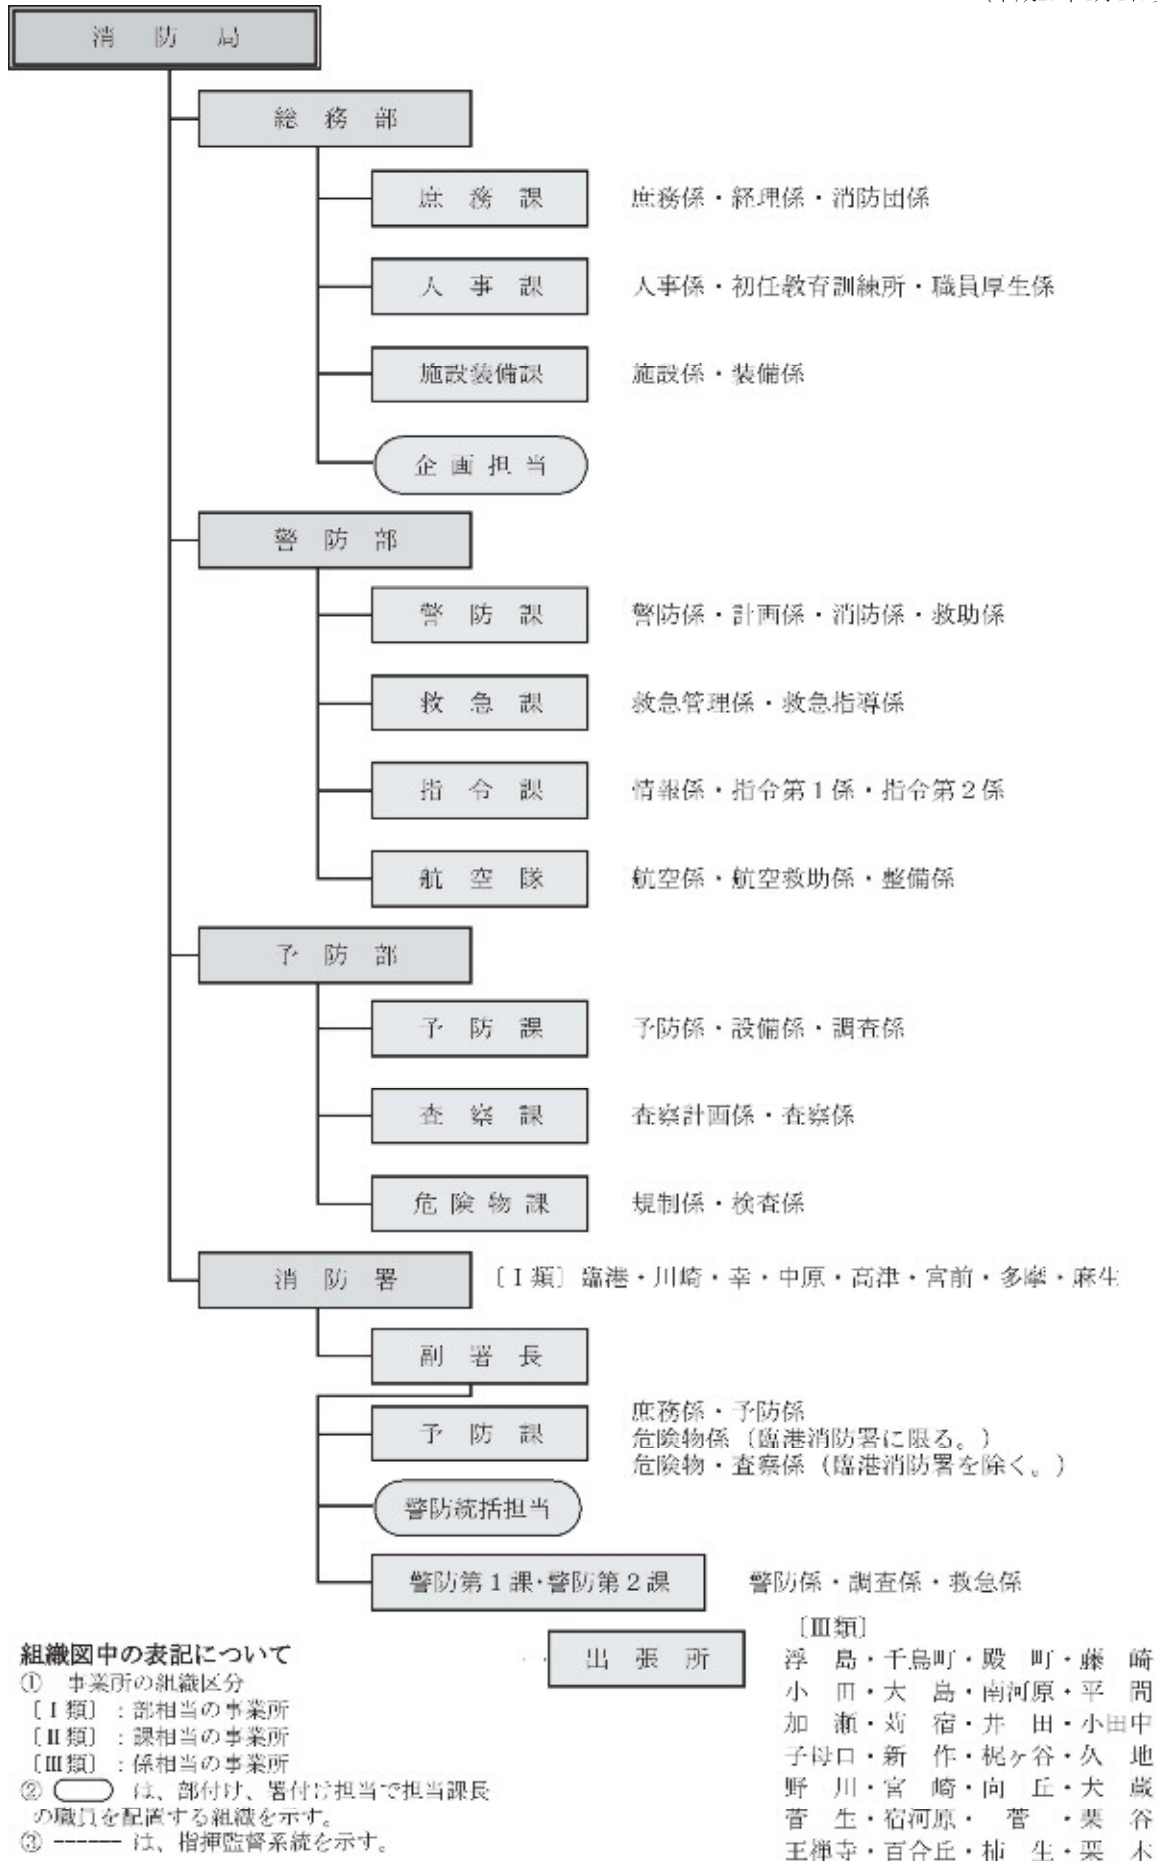 消防局
総務部
庶務課 庶務係・経理係・消防団係
人事課 人事係・初任教育訓練所・職員厚生係
施設装備課 施設係・装備係
企画担当
警防部
警防課 警防係・計画係・消防係・救助係
救急課 救急管理係・救急指導係
指令課 情報係・指令第1係・指令第2係
航空隊 航空係・航空救助係・整備係
予防部
予防課 予防係・設備係・調査係
査察課 査察計画係・査察係
危険物課 規制係・検査係
消防署 〔Ⅰ類〕臨港・川崎・幸・中原・高津・宮前・多摩・麻生
副署長
予防課 庶務係・予防係
危険物係（臨港消防署に限る。）
危険物・査察係（臨港消防署を除く。）
警防統括担当
警防第1課・警防第2課 警防係・調査係・救急係
出張所 〔Ⅲ類〕
浮島・千鳥町・殿町・藤崎
小田・大島・南河原・平間
加瀬・苅宿・井田・小田中
子母口・新作・梶ヶ谷・久地
野川・宮崎・向丘・犬蔵
菅生・宿河原・菅・栗谷
王禅寺・百合丘・柿生・栗木
組織図中の表記について
① 事業所の組織区分
〔Ⅰ類〕：部相当の事業所
〔Ⅱ類〕：課相当の事業所
〔Ⅲ類〕：係相当の事業所
② は、部付け、署付け担当で担当課長
の職員を配置する組織を示す。
③ ------ は、指揮監督系統を示す。